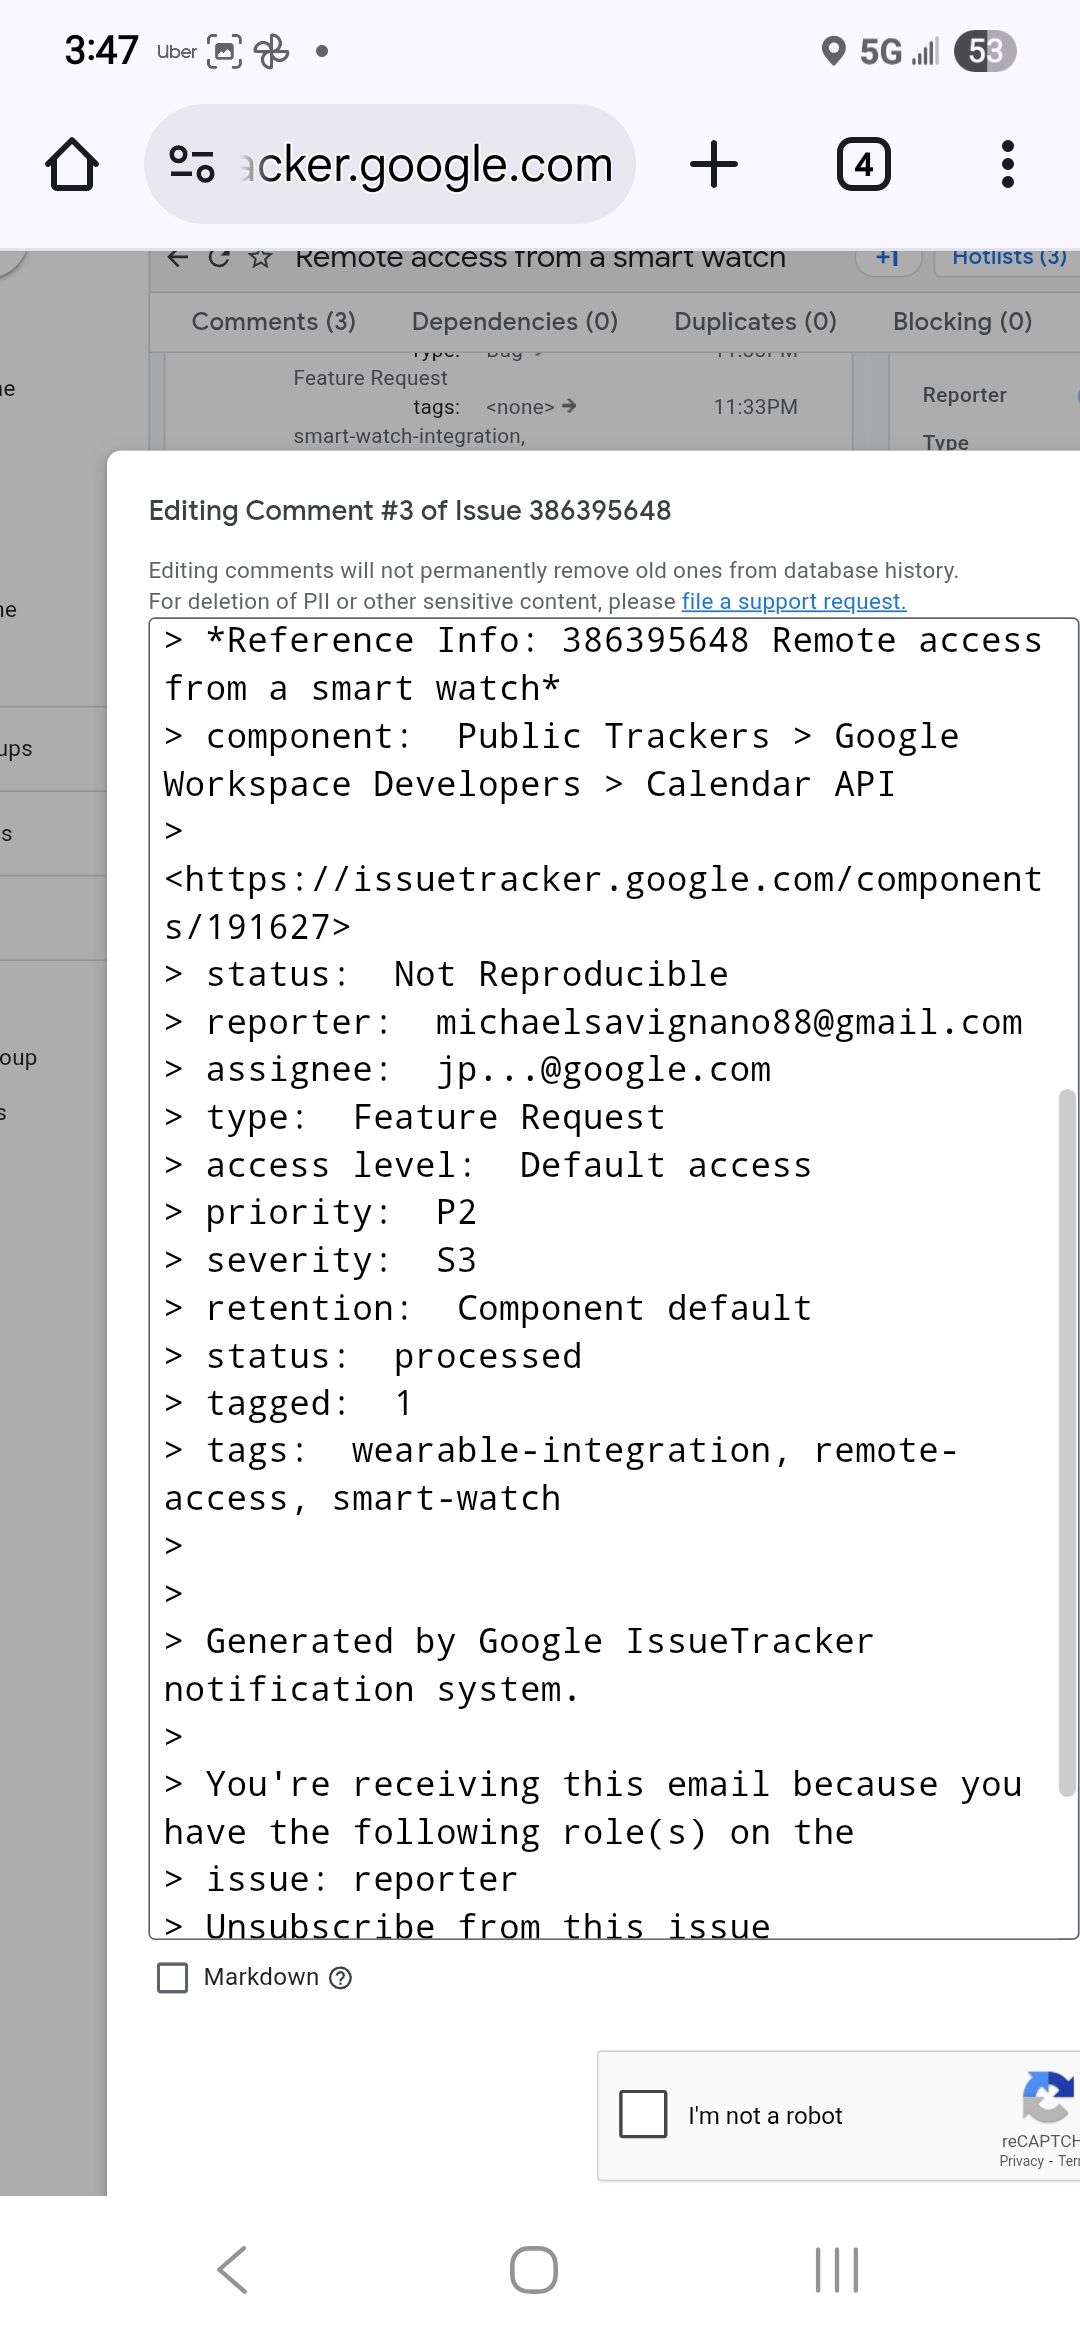 3:47 Uber 5G 53
acker.google.com 4
Remote access from a smart watch +1 Hotlists (3)
Comments (3) Dependencies (0) Duplicates (0) Blocking (0)
Feature Request
Reporter
tags: <none> → 11:33PM
smart-watch-integration,
Type
Editing Comment #3 of Issue 386395648
Editing comments will not permanently remove old ones from database history.
For deletion of PII or other sensitive content, please file a support request.
> *Reference Info: 386395648 Remote access
from a smart watch*
> component:  Public Trackers > Google
Workspace Developers > Calendar API
>
<https://issuetracker.google.com/component
s/191627>
> status:  Not Reproducible
> reporter:  michaelsavignano88@gmail.com
> assignee:  jp...@google.com
> type:  Feature Request
> access level:  Default access
> priority:  P2
> severity:  S3
> retention:  Component default
> status:  processed
> tagged:  1
> tags:  wearable-integration, remote-
access, smart-watch
>
>
> Generated by Google IssueTracker
notification system.
>
> You're receiving this email because you
have the following role(s) on the
> issue: reporter
> Unsubscribe from this issue
Markdown
I'm not a robot
reCAPTCH
Privacy - Ter
ups
oup